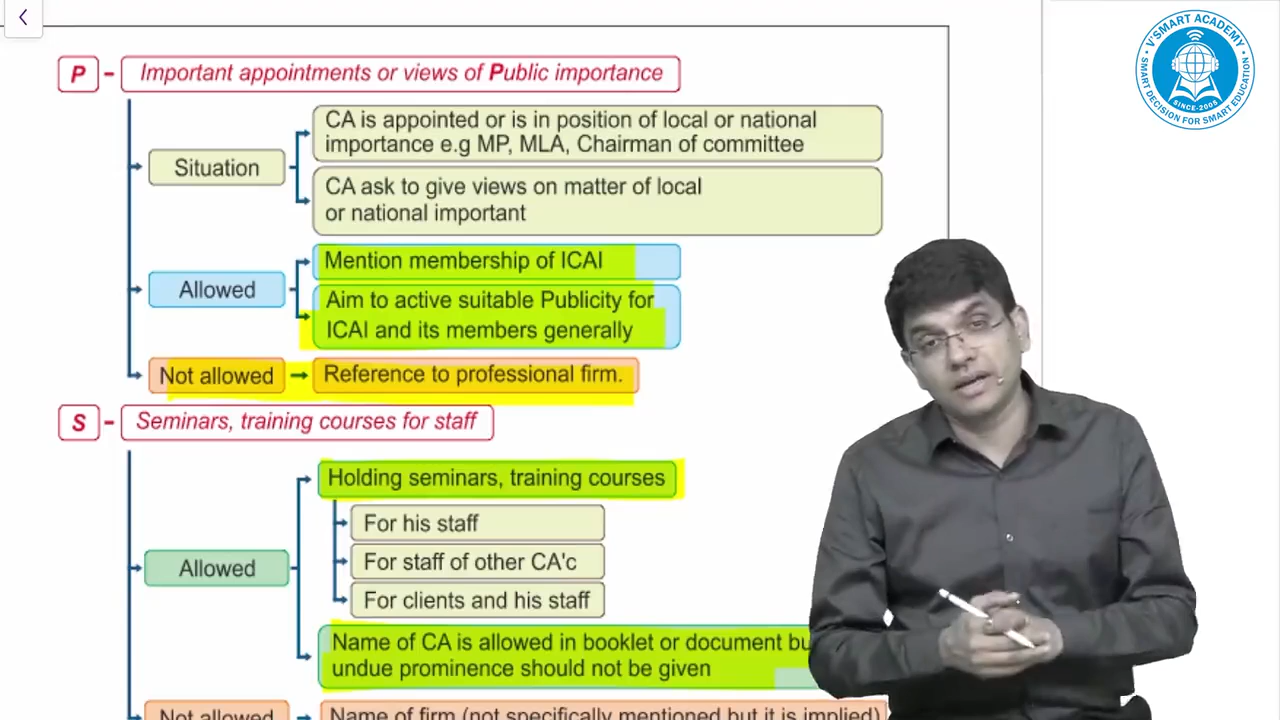 P - Important appointments or views of Public importance
Situation
CA is appointed or is in position of local or national
importance e.g MP, MLA, Chairman of committee
CA ask to give views on matter of local
or national important
Allowed
Mention membership of ICAI
Aim to active suitable Publicity for
ICAI and its members generally
Not allowed
Reference to professional firm.
S - Seminars, training courses for staff
Allowed
Holding seminars, training courses
For his staff
For staff of other CA'c
For clients and his staff
Name of CA is allowed in booklet or document bu
undue prominence should not be given
Not allowed
Name of firm (not specifically mentioned but it is implied)
V'SMART ACADEMY
SINCE-2005
SMART DECISION FOR SMART EDUCATION